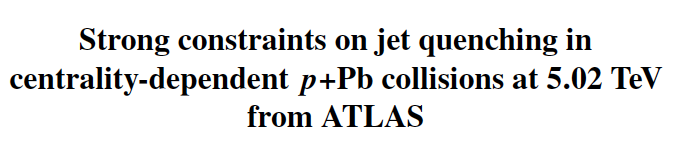 Strong constraints on jet quenching in
centrality-dependent p+Pb collisions at 5.02 TeV
from ATLAS